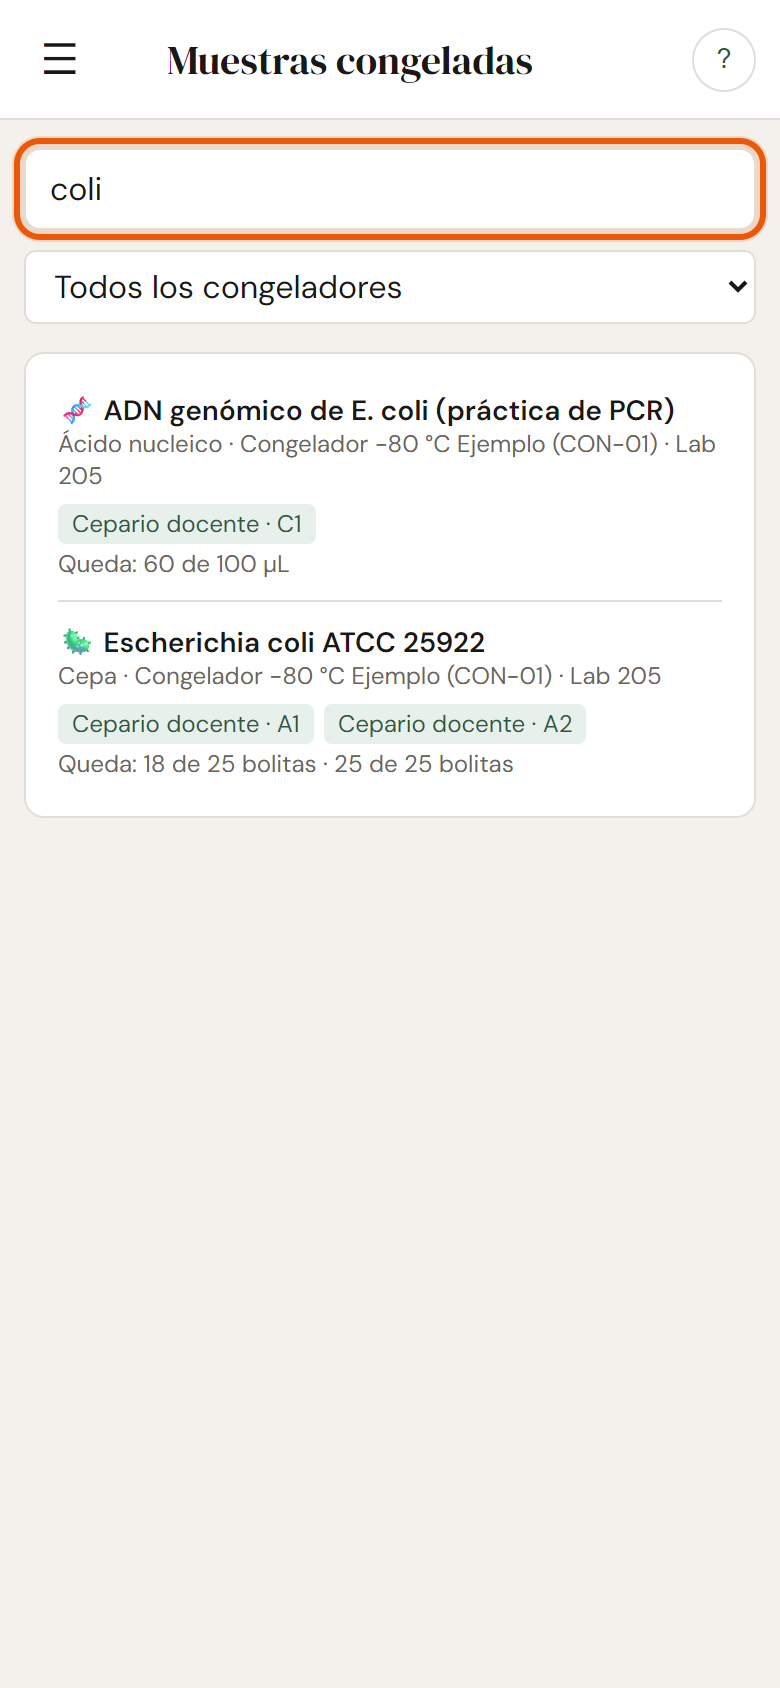 ☰ Muestras congeladas ?
coli
Todos los congeladores
ADN genómico de E. coli (práctica de PCR)
Ácido nucleico · Congelador −80 °C Ejemplo (CON-01) · Lab
205
Cepario docente · C1
Queda: 60 de 100 µL
Escherichia coli ATCC 25922
Cepa · Congelador −80 °C Ejemplo (CON-01) · Lab 205
Cepario docente · A1 Cepario docente · A2
Queda: 18 de 25 bolitas · 25 de 25 bolitas